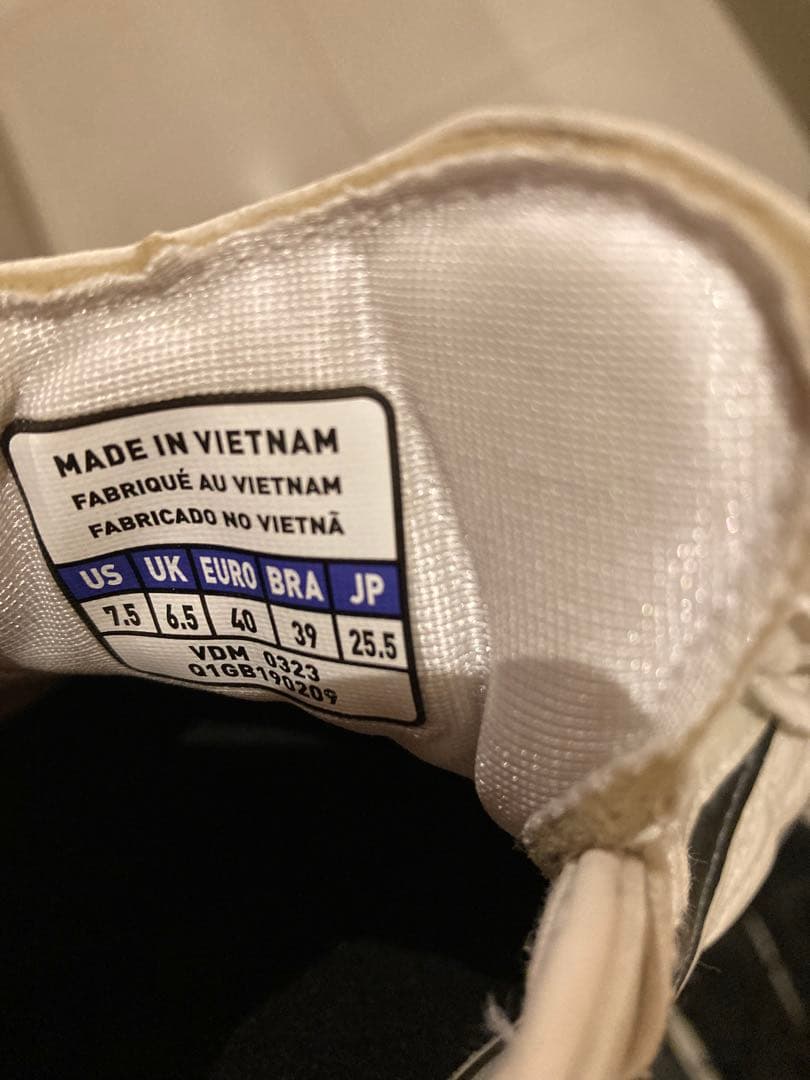 MADE IN VIETNAM
FABRIQUÉ AU VIETNAM
FABRICADO NO VIETNÃ
US UK EURO BRA JP
7.5 6.5 40 39 25.5
VDM 0323
Q1GB190209